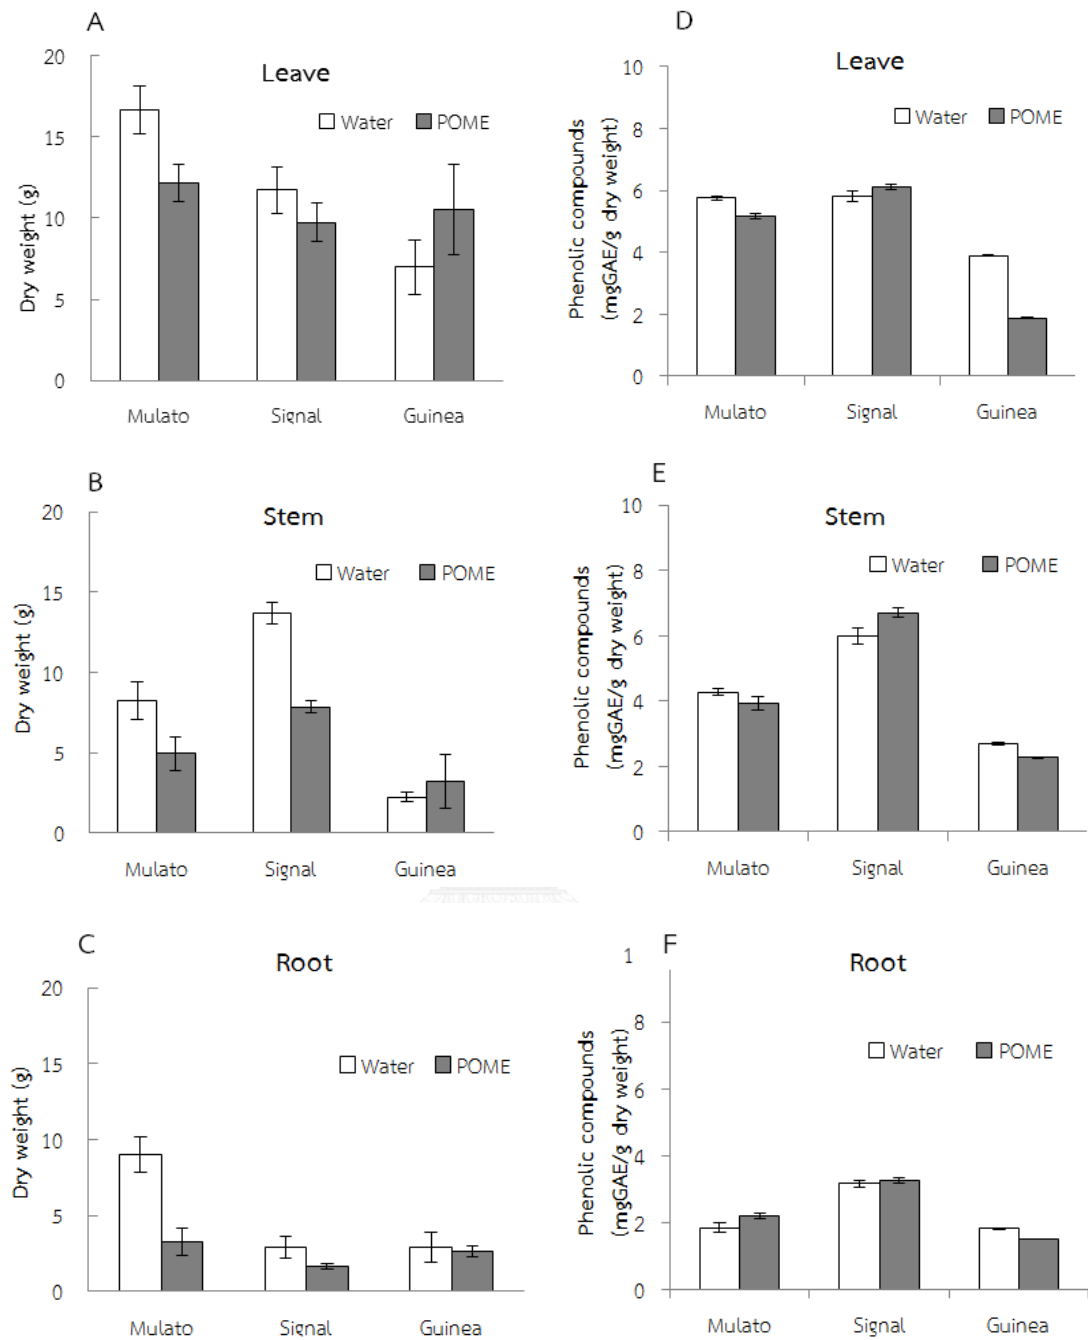 A
Leave
Water POME
Dry weight (g)
20
15
10
5
0
Mulato Signal Guinea
D
Leave
Water POME
Phenolic compounds
(mgGAE/g dry weight)
10
8
6
4
2
0
Mulato Signal Guinea
B
Stem
Water POME
Dry weight (g)
20
15
10
5
0
Mulato Signal Guinea
E
Stem
Water POME
Phenolic compounds
(mgGAE/g dry weight)
10
8
6
4
2
0
Mulato Signal Guinea
C
Root
Water POME
Dry weight (g)
20
15
10
5
0
Mulato Signal Guinea
F
Root
Water POME
Phenolic compounds
(mgGAE/g dry weight)
1
8
6
4
2
0
Mulato Signal Guinea